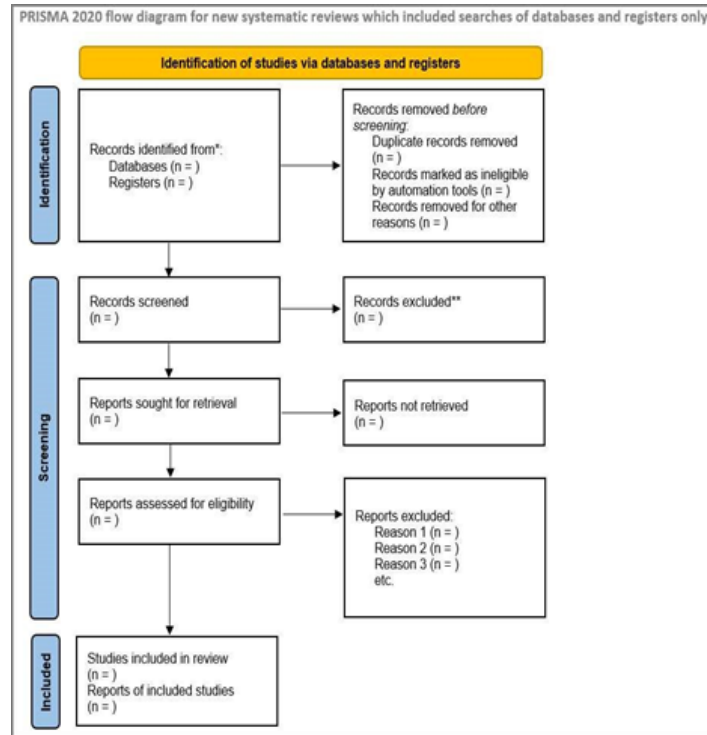 PRISMA 2020 flow diagram for new systematic reviews which included searches of databases and registers only
Identification of studies via databases and registers
Identification
Records identified from*:
Databases (n = )
Registers (n = )
Records removed before
screening:
Duplicate records removed
(n = )
Records marked as ineligible
by automation tools (n = )
Records removed for other
reasons (n = )
Screening
Records screened
(n = )
Records excluded**
(n = )
Reports sought for retrieval
(n = )
Reports not retrieved
(n = )
Reports assessed for eligibility
(n = )
Reports excluded:
Reason 1 (n = )
Reason 2 (n = )
Reason 3 (n = )
etc.
Included
Studies included in review
(n = )
Reports of included studies
(n = )